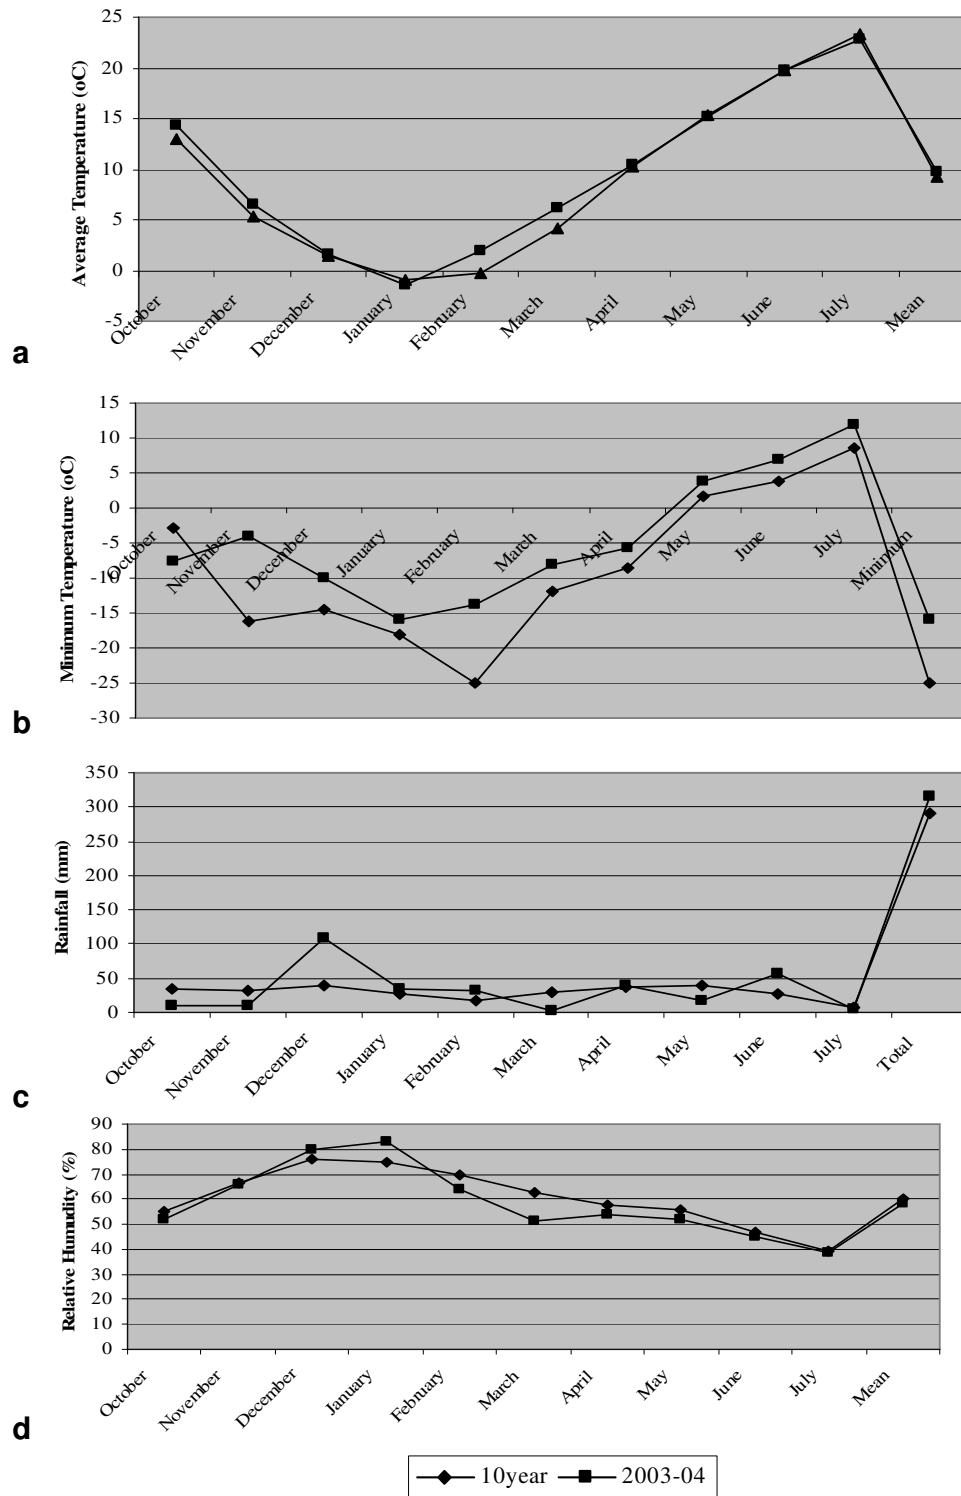 25
20
15
10
5
0
-5
Average Temperature (oC)
October
November
December
January
February
March
April
May
June
July
Mean
a
15
10
5
0
-5
-10
-15
-20
-25
-30
Minimum Temperature (oC)
October
November
December
January
February
March
April
May
June
July
Minimum
b
350
300
250
200
150
100
50
0
Rainfall (mm)
October
November
December
January
February
March
April
May
June
July
Total
c
90
80
70
60
50
40
30
20
10
0
Relative Humudity (%)
October
November
December
January
February
March
April
May
June
July
Mean
d
10year 2003-04